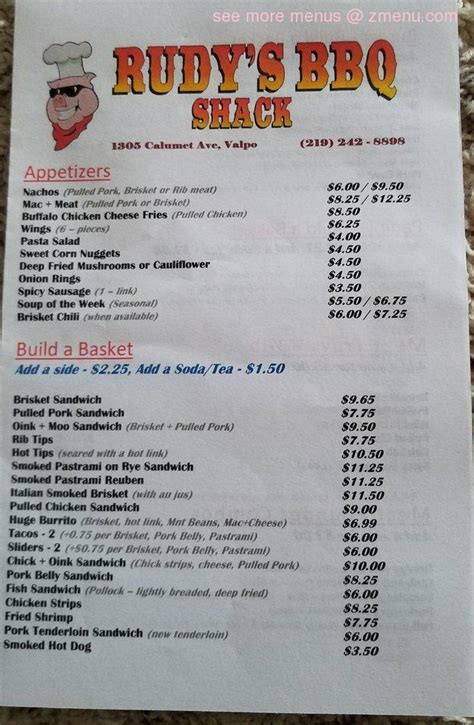 see more menus @ zmenu.com
RUDY'S BBQ
SHACK
1305 Calumet Ave, Valpo (219) 242 - 8898
Appetizers
Nachos (Pulled Pork, Brisket or Rib meat) $6.00 / $9.50
Mac + Meat (Pulled Pork or Brisket) $8.25 / $12.25
Buffalo Chicken Cheese Fries (Pulled Chicken) $8.50
Wings (6 – pieces) $6.25
Pasta Salad $4.00
Sweet Corn Nuggets $4.50
Deep Fried Mushrooms or Cauliflower $4.50
Onion Rings $4.50
Spicy Sausage (1 – link) $3.50
Soup of the Week (Seasonal) $5.50 / $6.75
Brisket Chili (when available) $6.00 / $7.25
Build a Basket
Add a side - $2.25, Add a Soda/Tea - $1.50
Brisket Sandwich $9.65
Pulled Pork Sandwich $7.75
Oink + Moo Sandwich (Brisket + Pulled Pork) $9.50
Rib Tips $7.75
Hot Tips (seared with a hot link) $10.50
Smoked Pastrami on Rye Sandwich $11.25
Smoked Pastrami Reuben $11.25
Italian Smoked Brisket (with au jus) $11.50
Pulled Chicken Sandwich $9.00
Huge Burrito (Brisket, hot link, Mnt Beans, Mac+Cheese) $6.99
Tacos - 2 (+0.75 per Brisket, Pork Belly, Pastrami) $6.00
Sliders - 2 (+$0.75 per Brisket, Pork Belly, Pastrami) $6.00
Chick + Oink Sandwich (Chick strips, cheese, Pulled Pork) $10.00
Pork Belly Sandwich $8.25
Fish Sandwich (Pollock – lightly breaded, deep fried) $6.00
Chicken Strips $8.25
Fried Shrimp $7.75
Pork Tenderloin Sandwich (new tenderloin) $6.00
Smoked Hot Dog $3.50